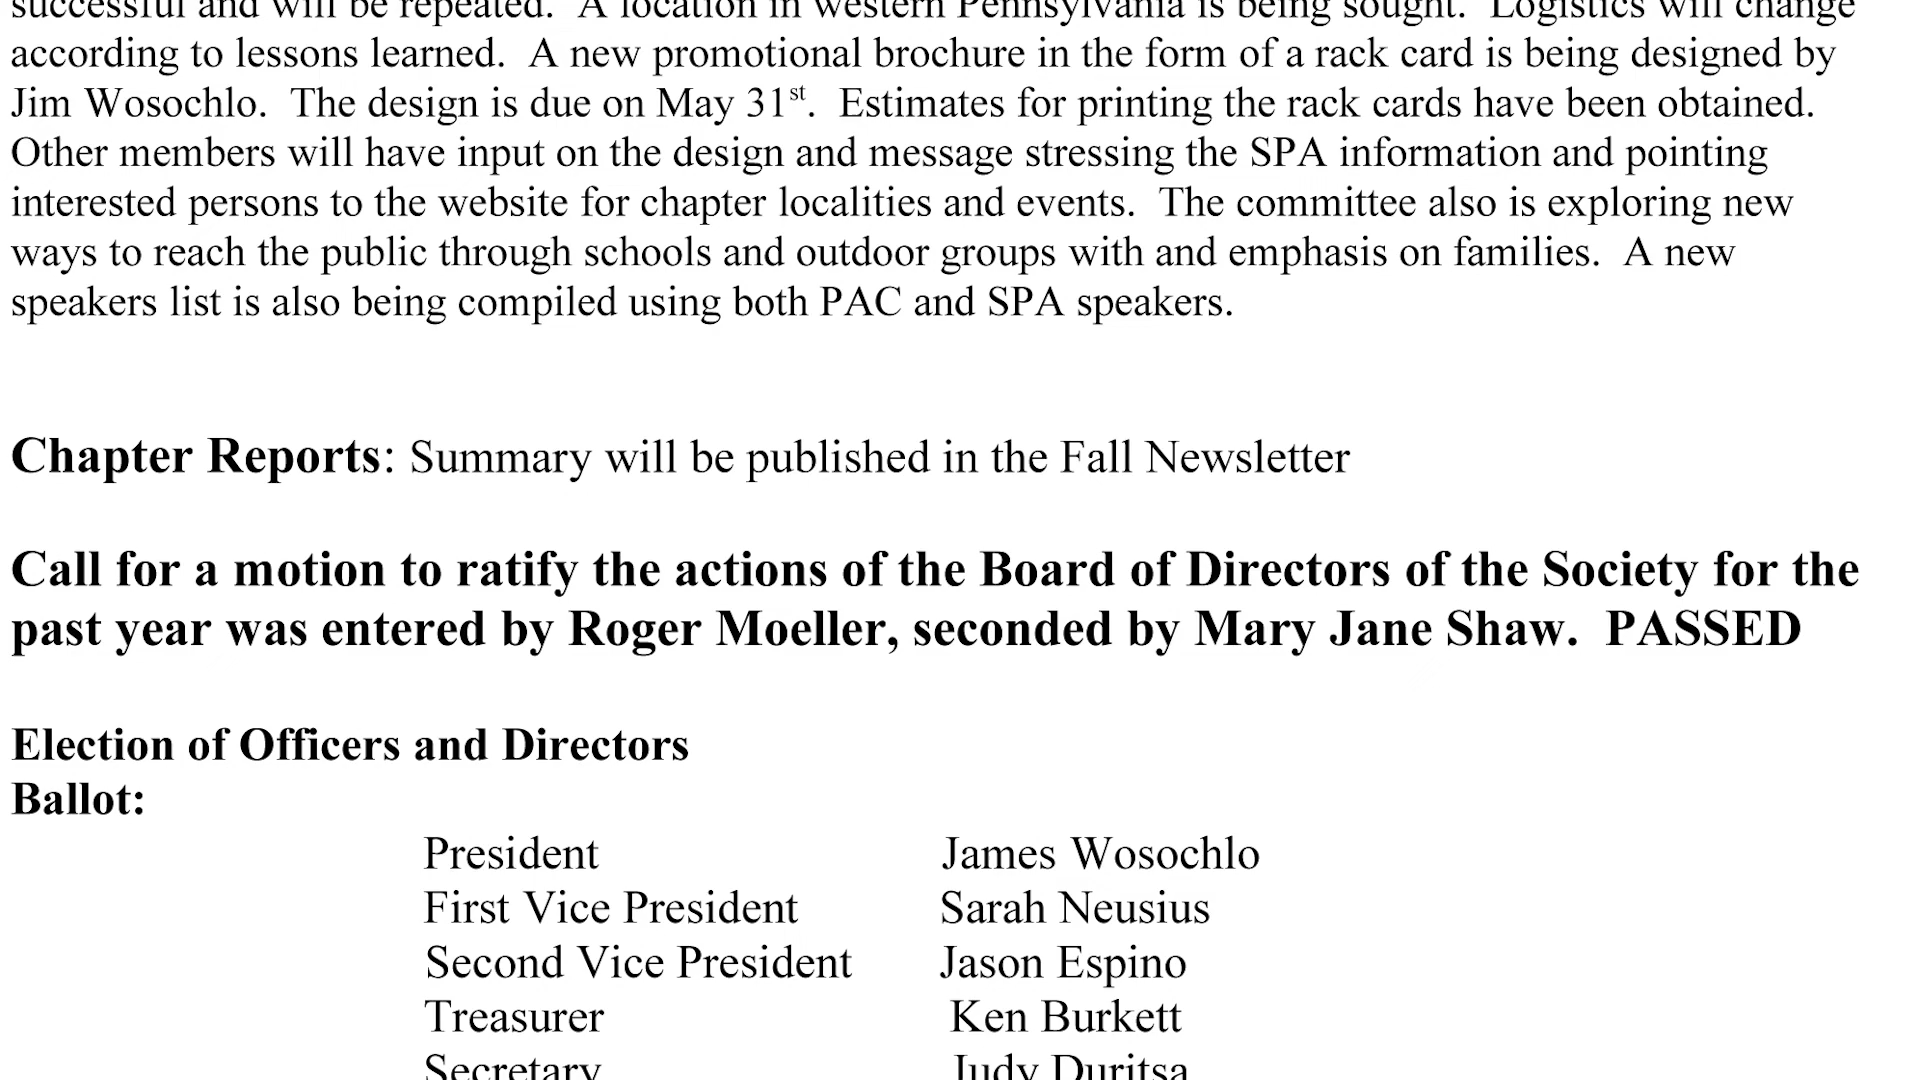 successful and will be repeated.  A location in western Pennsylvania is being sought.  Logistics will change
according to lessons learned.  A new promotional brochure in the form of a rack card is being designed by
Jim Wosochlo.  The design is due on May 31st.  Estimates for printing the rack cards have been obtained.
Other members will have input on the design and message stressing the SPA information and pointing
interested persons to the website for chapter localities and events.  The committee also is exploring new
ways to reach the public through schools and outdoor groups with and emphasis on families.  A new
speakers list is also being compiled using both PAC and SPA speakers.
Chapter Reports: Summary will be published in the Fall Newsletter
Call for a motion to ratify the actions of the Board of Directors of the Society for the
past year was entered by Roger Moeller, seconded by Mary Jane Shaw.  PASSED
Election of Officers and Directors
Ballot:
President James Wosochlo
First Vice President Sarah Neusius
Second Vice President Jason Espino
Treasurer Ken Burkett
Secretary Judy Duritsa